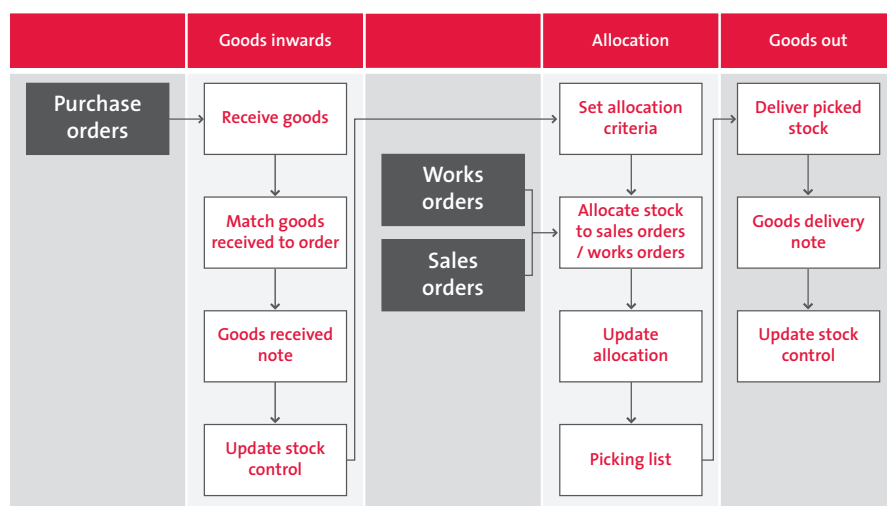 Goods inwards
Allocation
Goods out
Purchase
orders
Receive goods
Match goods
received to order
Goods received
note
Update stock
control
Works
orders
Sales
orders
Set allocation
criteria
Allocate stock
to sales orders
/ works orders
Update
allocation
Picking list
Deliver picked
stock
Goods delivery
note
Update stock
control